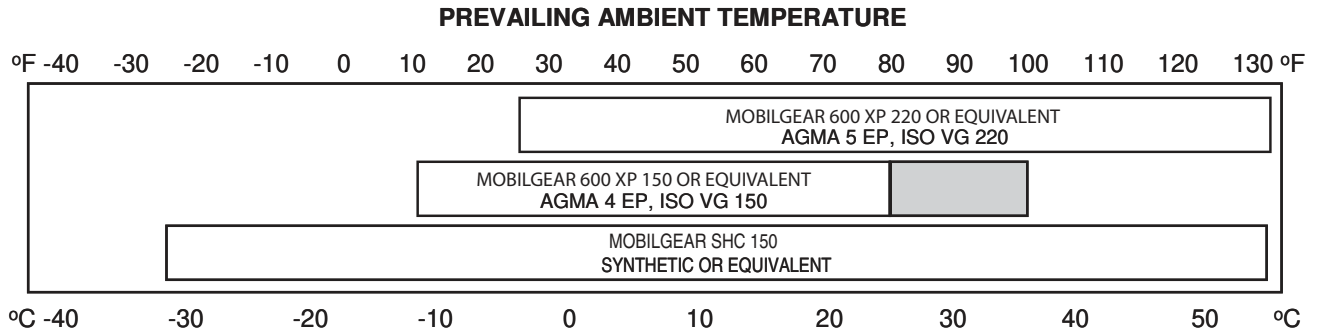 PREVAILING AMBIENT TEMPERATURE
ºF -40 -30 -20 -10 0 10 20 30 40 50 60 70 80 90 100 110 120 130 ºF
MOBILGEAR 600 XP 220 OR EQUIVALENT
AGMA 5 EP, ISO VG 220
MOBILGEAR 600 XP 150 OR EQUIVALENT
AGMA 4 EP, ISO VG 150
MOBILGEAR SHC 150
SYNTHETIC OR EQUIVALENT
ºC -40 -30 -20 -10 0 10 20 30 40 50 ºC